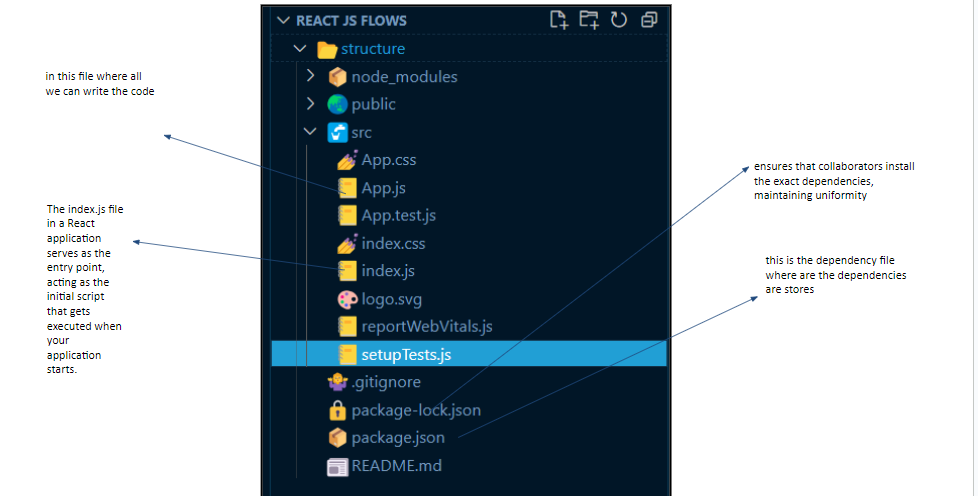 REACT JS FLOWS
structure
node_modules
public
src
App.css
App.js
App.test.js
index.css
index.js
logo.svg
reportWebVitals.js
setupTests.js
.gitignore
package-lock.json
package.json
README.md
in this file where all
we can write the code
The index.js file
in a React
application
serves as the
entry point,
acting as the
initial script
that gets
executed when
your
application
starts.
ensures that collaborators install
the exact dependencies,
maintaining uniformity
this is the dependency file
where are the dependencies
are stores